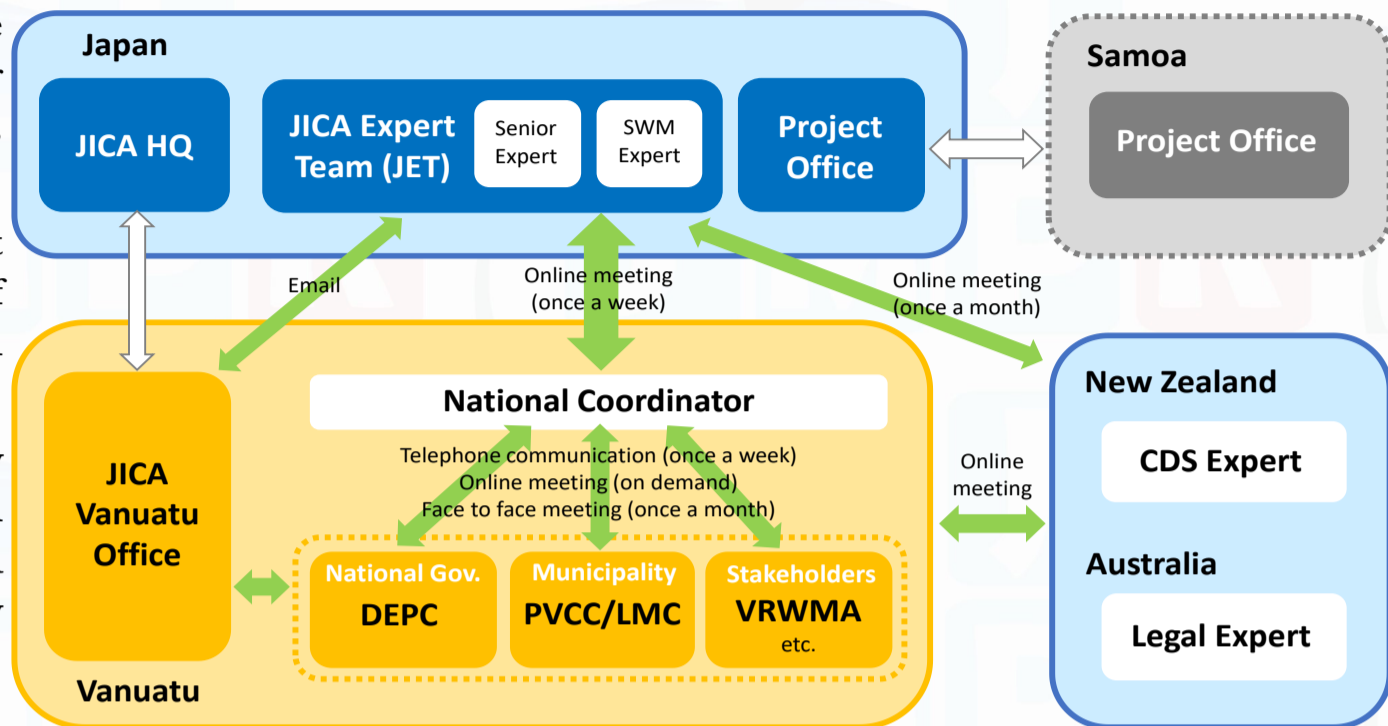 Japan
JICA HQ
JICA Expert
Team (JET)
Senior
Expert
SWM
Expert
Project
Office
Samoa
Project Office
Email
Online meeting
(once a week)
Online meeting
(once a month)
National Coordinator
Telephone communication (once a week)
Online meeting (on demand)
Face to face meeting (once a month)
JICA
Vanuatu
Office
National Gov.
DEPC
Municipality
PVCC/LMC
Stakeholders
VRWMA
etc.
Vanuatu
Online
meeting
New Zealand
CDS Expert
Australia
Legal Expert